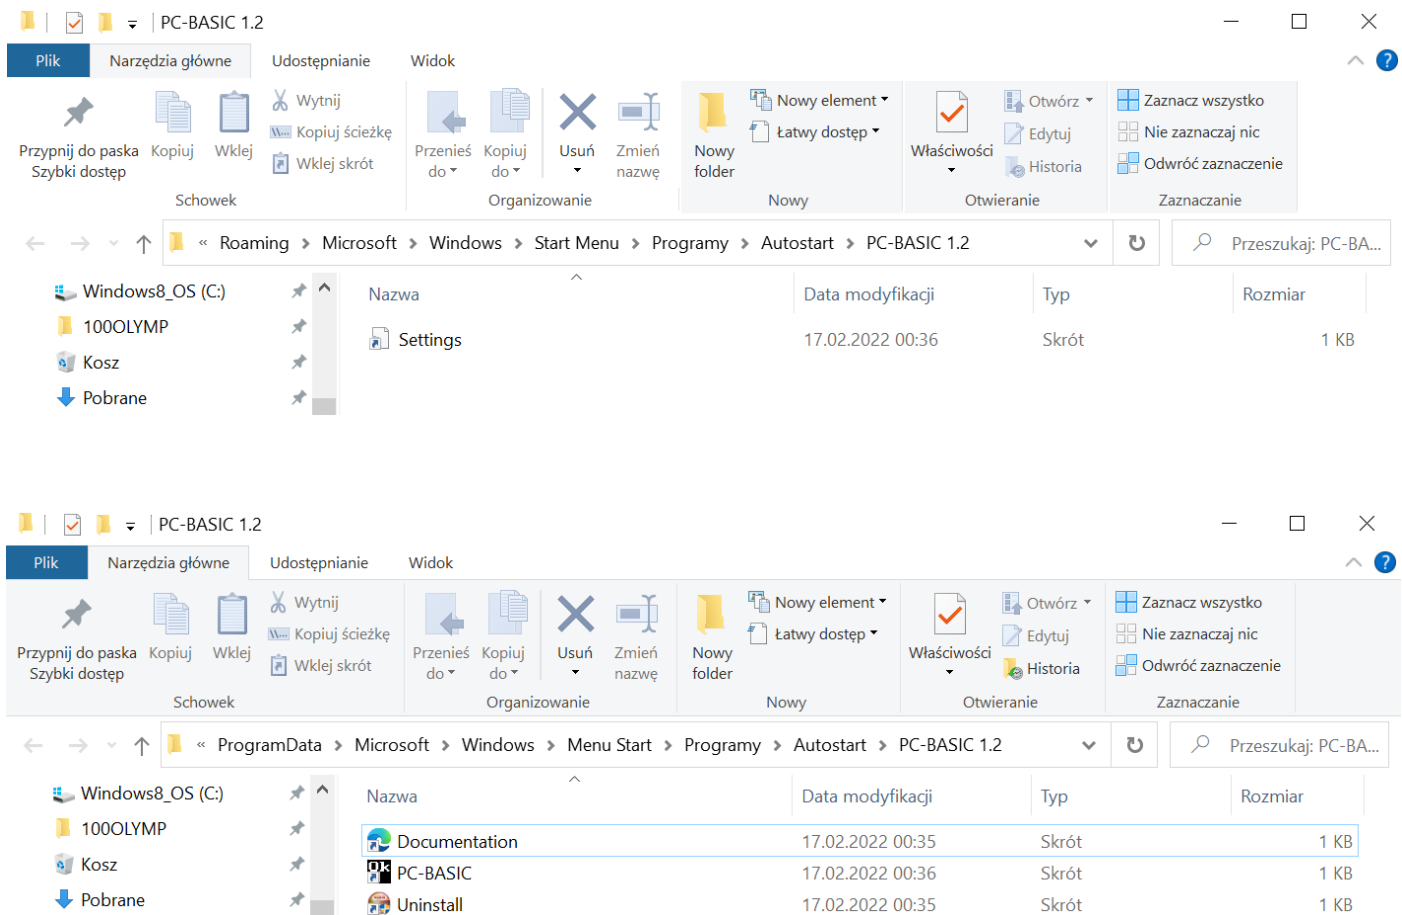 PC-BASIC 1.2
Plik Narzędzia główne Udostępnianie Widok
Przypnij do paska Szybki dostęp
Kopiuj
Wklej
Wytnij
Kopiuj ścieżkę
Wklej skrót
Przenieś do
Kopiuj do
Usuń
Zmień nazwę
Nowy folder
Nowy element
Łatwy dostęp
Właściwości
Otwórz
Edytuj
Historia
Zaznacz wszystko
Nie zaznaczaj nic
Odwróć zaznaczenie
Schowek Organizowanie Nowy Otwieranie Zaznaczanie
« Roaming > Microsoft > Windows > Start Menu > Programy > Autostart > PC-BASIC 1.2 Przeszukaj: PC-BA...
Windows8_OS (C:)
100OLYMP
Kosz
Pobrane
Nazwa Data modyfikacji Typ Rozmiar
Settings 17.02.2022 00:36 Skrót 1 KB
PC-BASIC 1.2
Plik Narzędzia główne Udostępnianie Widok
Przypnij do paska Szybki dostęp
Kopiuj
Wklej
Wytnij
Kopiuj ścieżkę
Wklej skrót
Przenieś do
Kopiuj do
Usuń
Zmień nazwę
Nowy folder
Nowy element
Łatwy dostęp
Właściwości
Otwórz
Edytuj
Historia
Zaznacz wszystko
Nie zaznaczaj nic
Odwróć zaznaczenie
Schowek Organizowanie Nowy Otwieranie Zaznaczanie
« ProgramData > Microsoft > Windows > Menu Start > Programy > Autostart > PC-BASIC 1.2 Przeszukaj: PC-BA...
Windows8_OS (C:)
100OLYMP
Kosz
Pobrane
Nazwa Data modyfikacji Typ Rozmiar
Documentation 17.02.2022 00:35 Skrót 1 KB
PC-BASIC 17.02.2022 00:36 Skrót 1 KB
Uninstall 17.02.2022 00:35 Skrót 1 KB